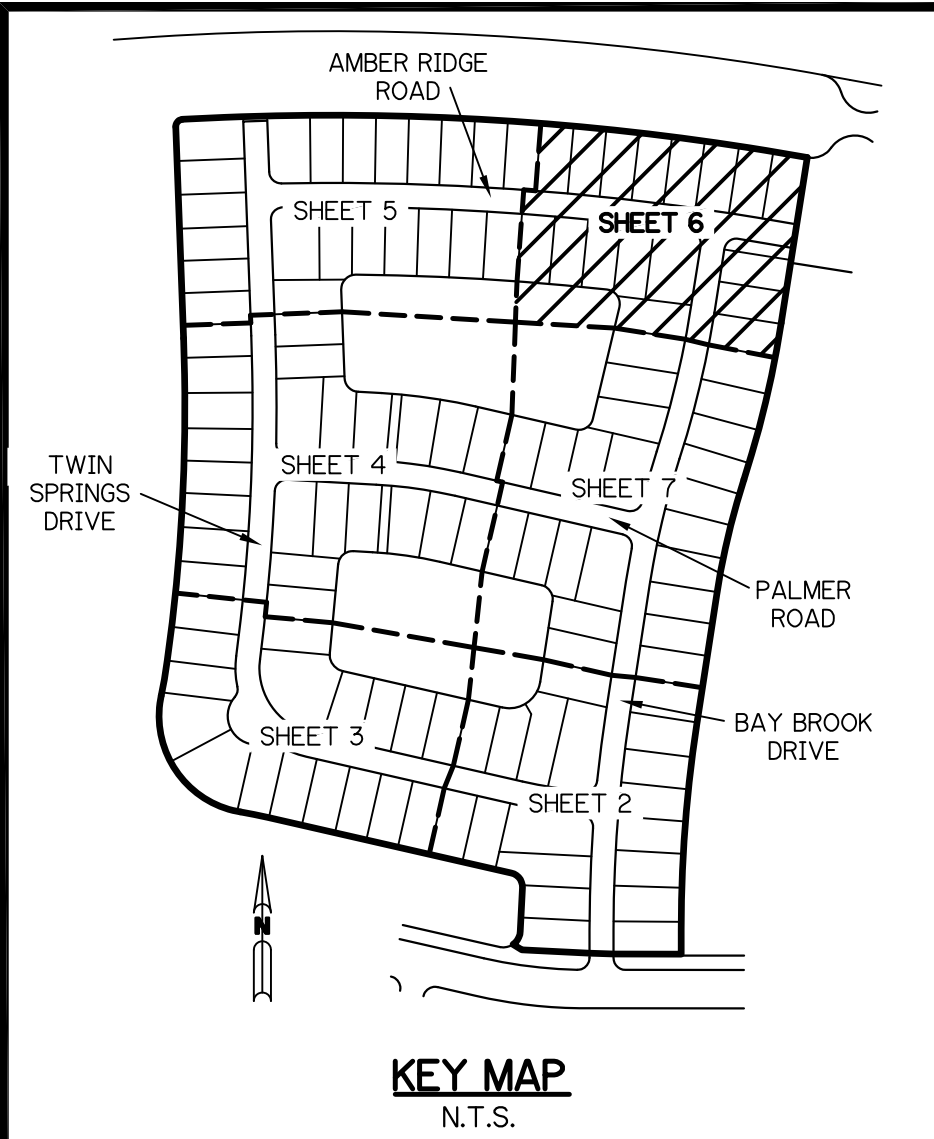 AMBER RIDGE
ROAD
SHEET 5
SHEET 6
TWIN
SPRINGS
DRIVE
SHEET 4
SHEET 7
PALMER
ROAD
BAY BROOK
DRIVE
SHEET 3
SHEET 2
N
KEY MAP
N.T.S.